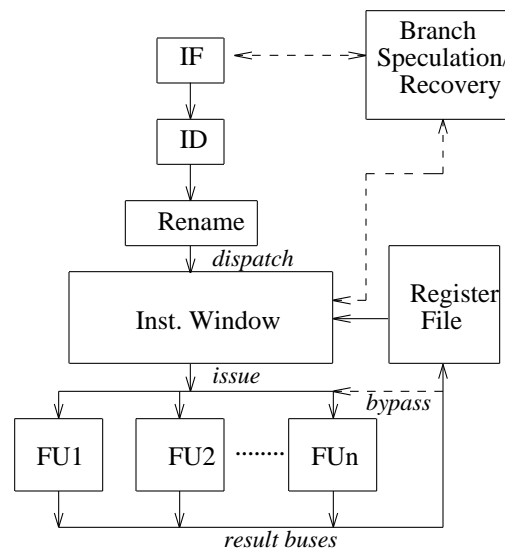 IF
Branch
Speculation/
Recovery
ID
Rename
dispatch
Inst. Window
Register
File
issue
bypass
FU1
FU2
........
FUn
result buses